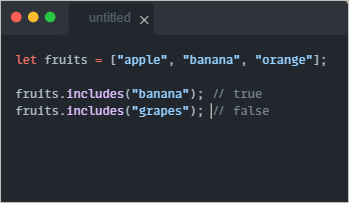 untitled
let fruits = ["apple", "banana", "orange"];
fruits.includes("banana"); // true
fruits.includes("grapes"); // false